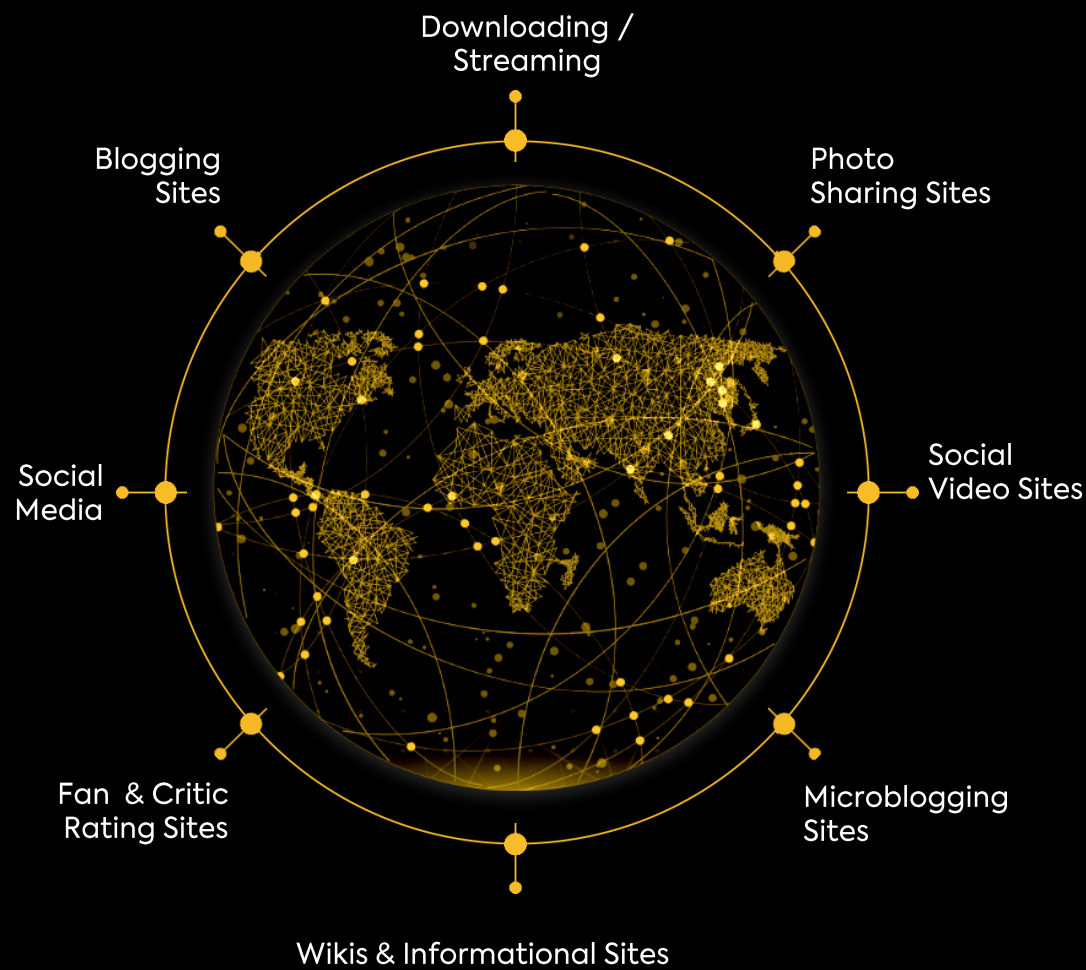 Downloading /
Streaming
Blogging
Sites
Photo
Sharing Sites
Social
Media
Social
Video Sites
Fan & Critic
Rating Sites
Microblogging
Sites
Wikis & Informational Sites